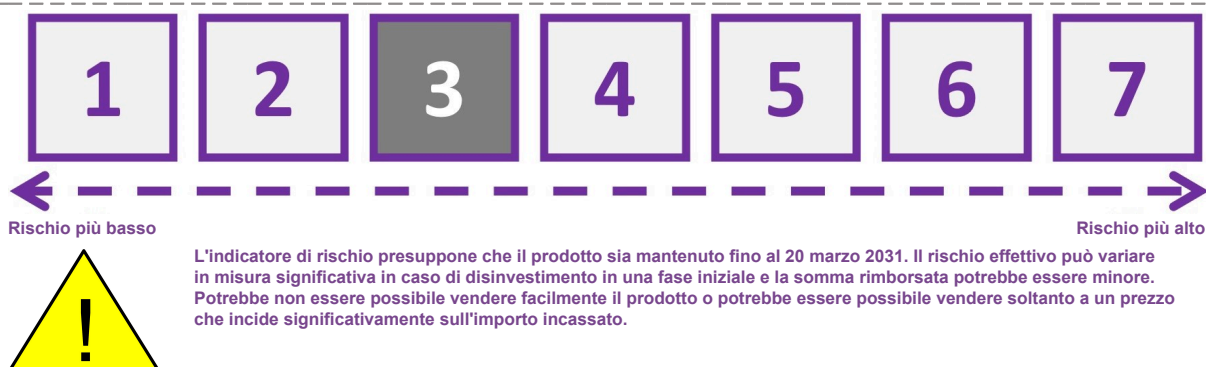 1 2 3 4 5 6 7
Rischio più basso Rischio più alto
L'indicatore di rischio presuppone che il prodotto sia mantenuto fino al 20 marzo 2031. Il rischio effettivo può variare
in misura significativa in caso di disinvestimento in una fase iniziale e la somma rimborsata potrebbe essere minore.
Potrebbe non essere possibile vendere facilmente il prodotto o potrebbe essere possibile vendere soltanto a un prezzo
che incide significativamente sull'importo incassato.
!